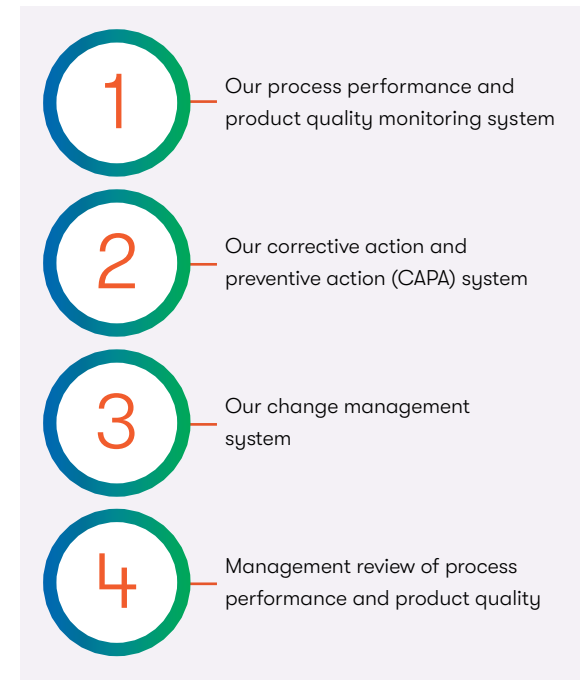 1
Our process performance and
product quality monitoring system
2
Our corrective action and
preventive action (CAPA) system
3
Our change management
system
4
Management review of process
performance and product quality